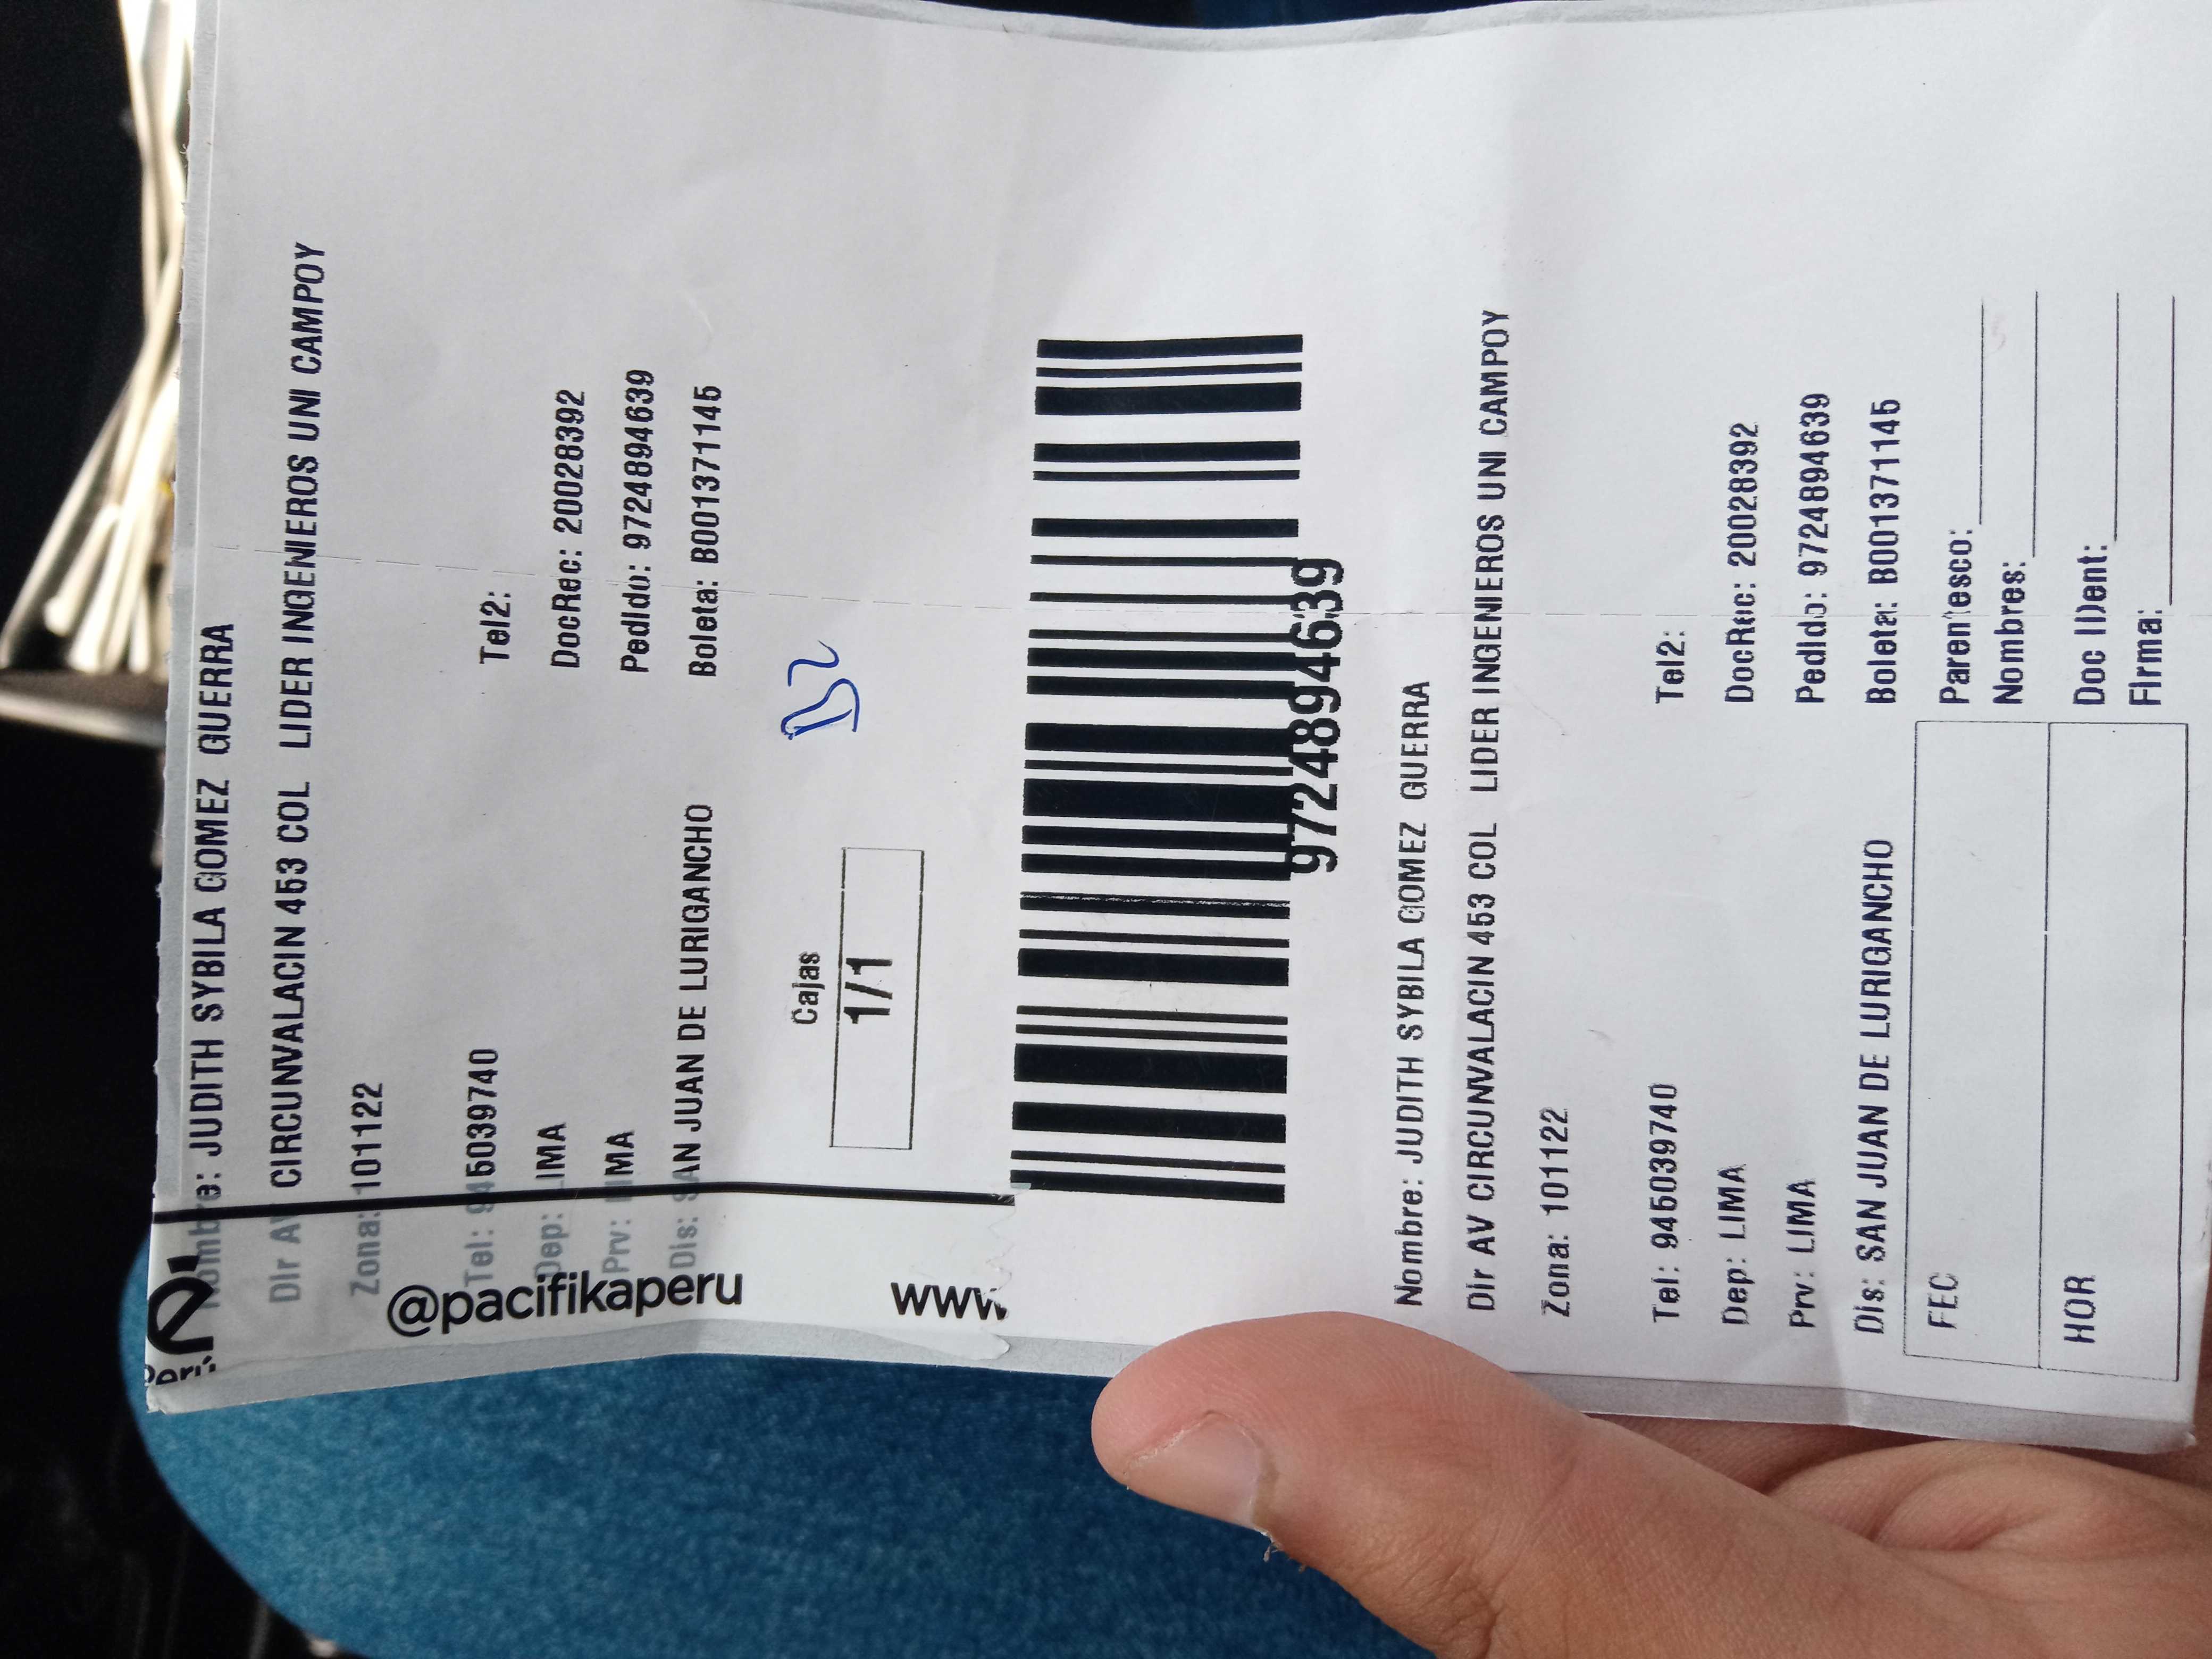 Perú
@pacifikaperu
www
Nombre: JUDITH SYBILA GOMEZ GUERRA
Dir AV CIRCUNVALACIN 453 COL LIDER INGENIEROS UNI CAMPOY
Zona: 101122
Tel: 945039740 Tel2:
Dep: LIMA DocRec: 20028392
Prv: LIMA Pedido: 9724894639
Dis: SAN JUAN DE LURIGANCHO Boleta: B001371145
Cajas
1/1
9724894639
Nombre: JUDITH SYBILA GOMEZ GUERRA
Dir AV CIRCUNVALACIN 453 COL LIDER INGENIEROS UNI CAMPOY
Zona: 101122
Tel: 945039740 Tel2:
Dep: LIMA DocRec: 20028392
Prv: LIMA Pedido: 9724894639
Dis: SAN JUAN DE LURIGANCHO Boleta: B001371145
FEC Parentesco:
Nombres:
HOR Doc IDent:
Firma: